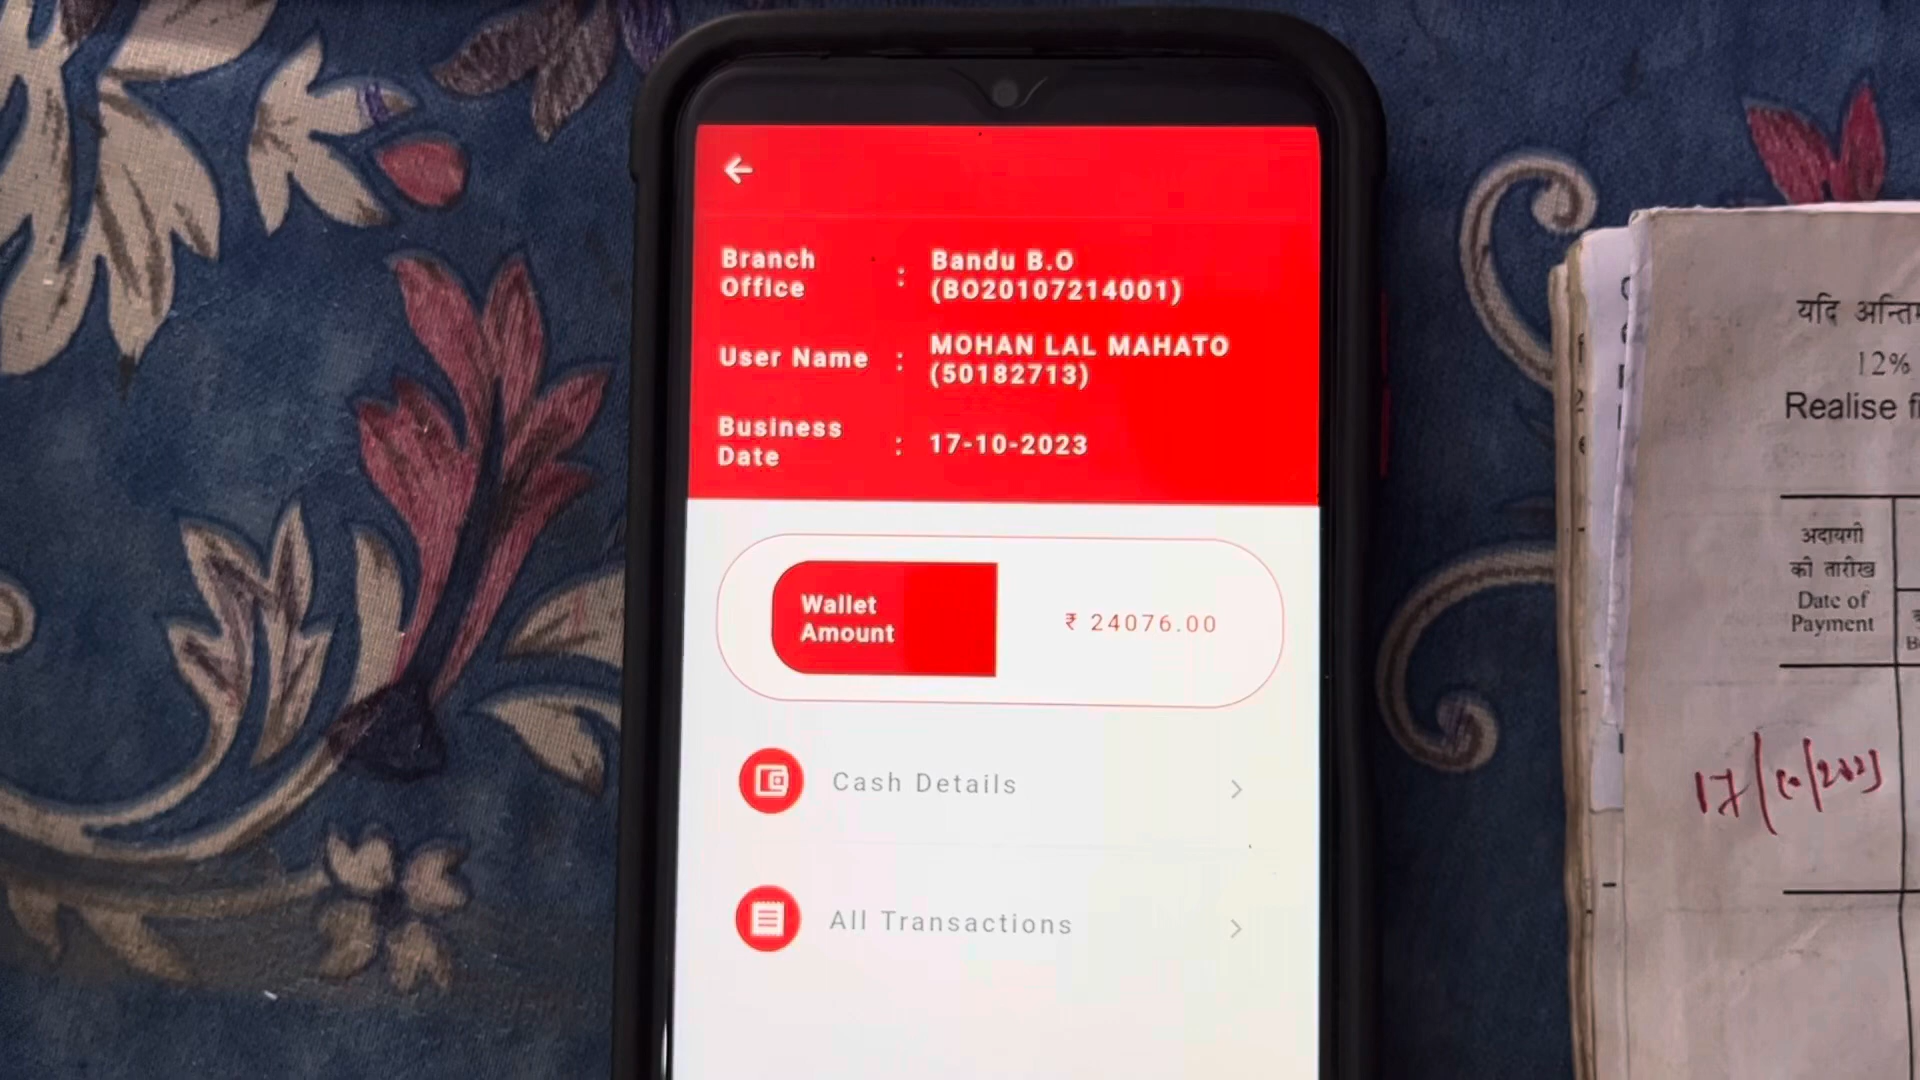 Branch
Office
:
Bandu B.O
(BO20107214001)
User Name
:
MOHAN LAL MAHATO
(50182713)
Business
Date
:
17-10-2023
Wallet
Amount
₹ 24076.00
Cash Details
All Transactions
यदि
12%
Realise
अदायगी
की तारीख
Date of
Payment
17/10/2023